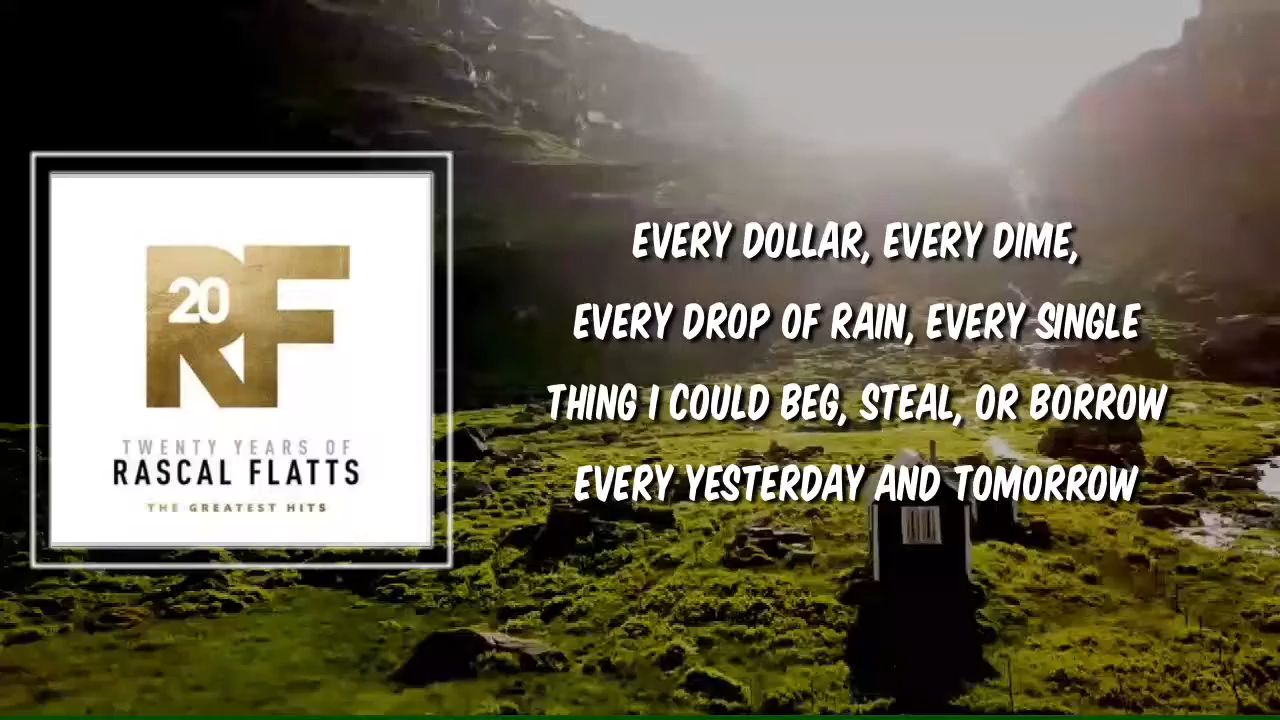 RF
20
TWENTY YEARS OF
RASCAL FLATTS
THE GREATEST HITS
EVERY DOLLAR, EVERY DIME,
EVERY DROP OF RAIN, EVERY SINGLE
THING I COULD BEG, STEAL, OR BORROW
EVERY YESTERDAY AND TOMORROW